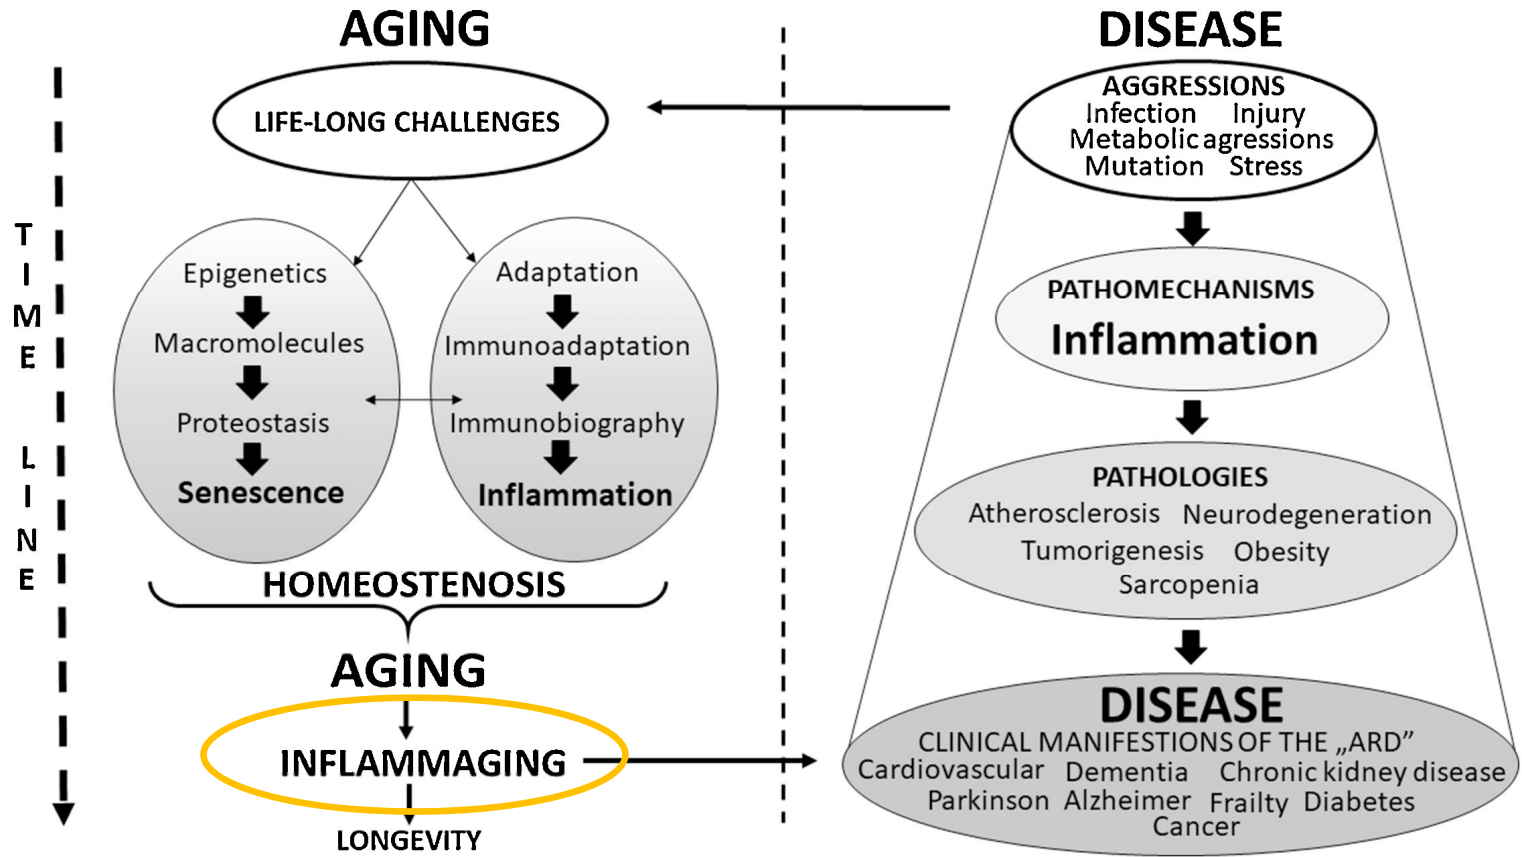 AGING
LIFE-LONG CHALLENGES
Epigenetics
Macromolecules
Proteostasis
Senescence
Adaptation
Immunoadaptation
Immunobiography
Inflammation
HOMEOSTENOSIS
AGING
INFLAMMAGING
LONGEVITY
TIME LINE
DISEASE
AGGRESSIONS
Infection Injury
Metabolic agressions
Mutation Stress
PATHOMECHANISMS
Inflammation
PATHOLOGIES
Atherosclerosis Neurodegeneration
Tumorigenesis Obesity
Sarcopenia
DISEASE
CLINICAL MANIFESTIONS OF THE „ARD”
Cardiovascular Dementia Chronic kidney disease
Parkinson Alzheimer Frailty Diabetes
Cancer